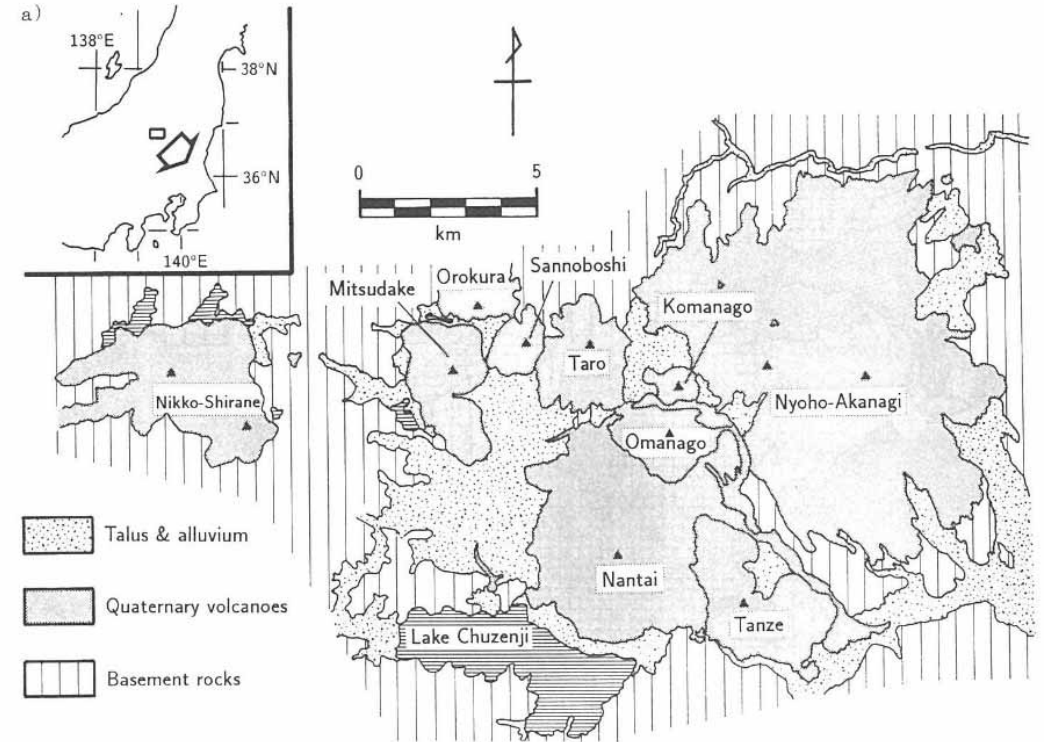 a)
138°E
38°N
36°N
140°E
0 5
km
Orokura
Sannoboshi
Mitsudake
Komanago
Taro
Nikko-Shirane
Nyoho-Akanagi
Omanago
Talus & alluvium
Nantai
Quaternary volcanoes
Tanze
Lake Chuzenji
Basement rocks